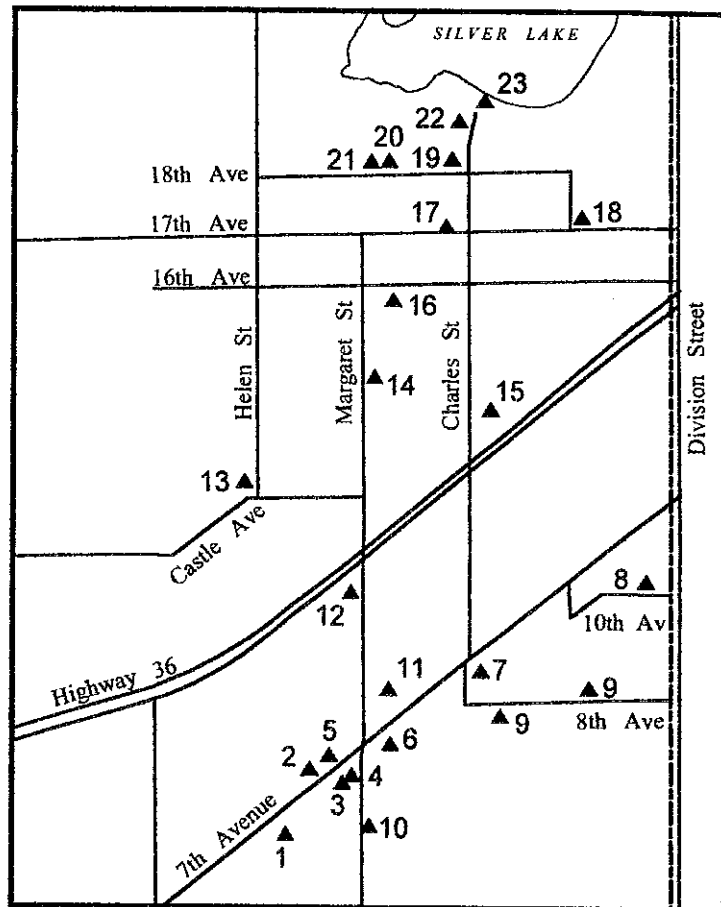 SILVER LAKE
23
22
20
21
19
18th Ave
17
18
17th Ave
16th Ave
16
Helen St
Margaret St
Charles St
Division Street
14
15
13
Castle Ave
8
12
10th Av
Highway 36
11
7
9
9
8th Ave
5
6
2
4
3
7th Avenue
10
1